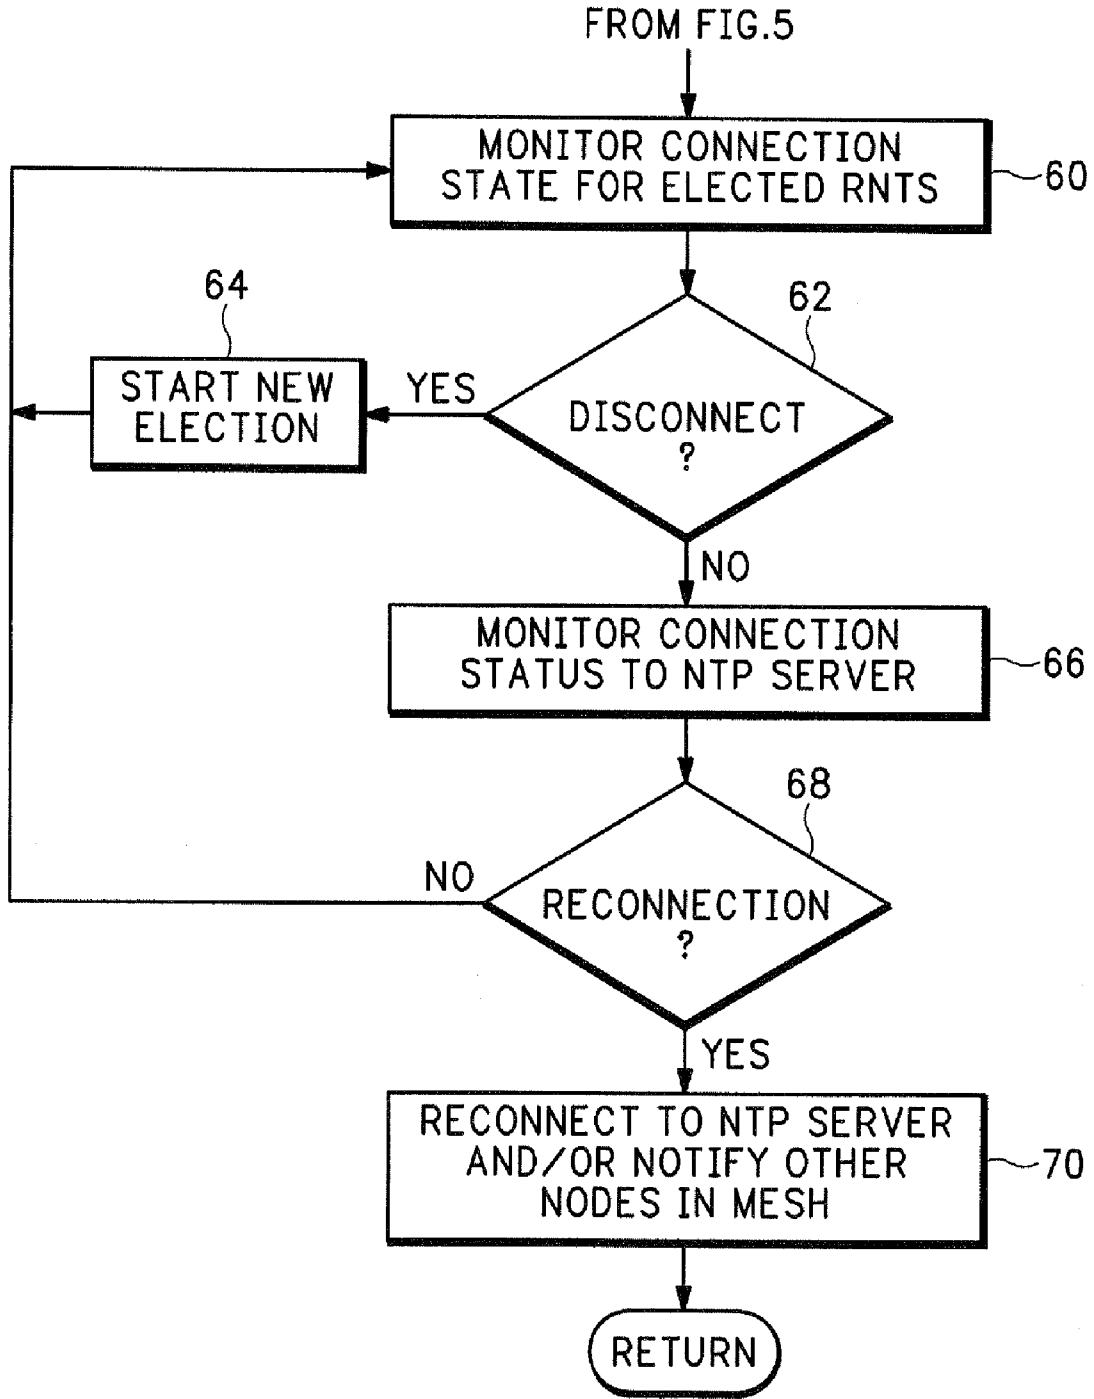 FROM FIG.5
MONITOR CONNECTION
STATE FOR ELECTED RNTS
60
62
64
START NEW
ELECTION
YES
DISCONNECT
?
NO
MONITOR CONNECTION
STATUS TO NTP SERVER
66
68
NO
RECONNECTION
?
YES
RECONNECT TO NTP SERVER
AND/OR NOTIFY OTHER
NODES IN MESH
70
RETURN